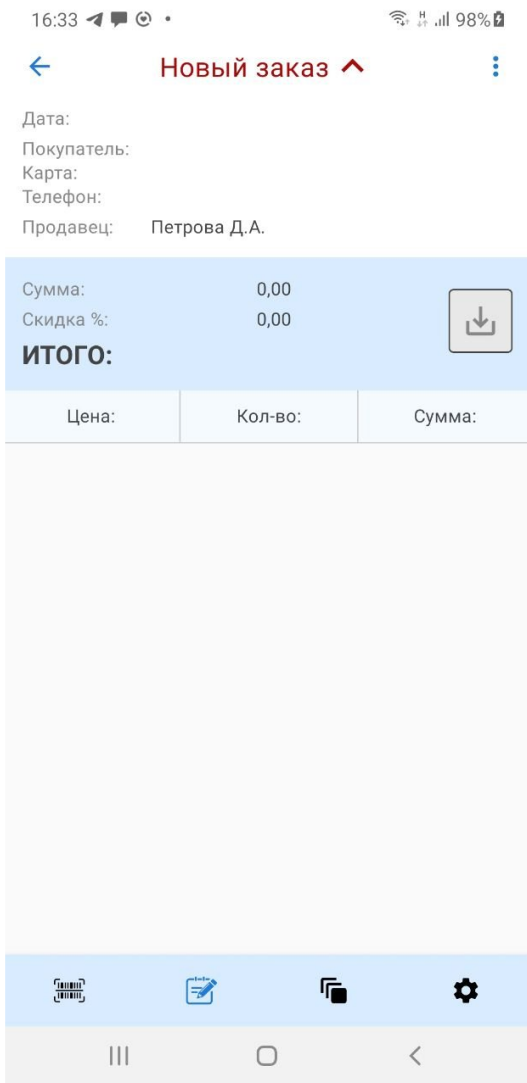 16:33 98%
Новый заказ
Дата:
Покупатель:
Карта:
Телефон:
Продавец: Петрова Д.А.
Сумма: 0,00
Скидка %: 0,00
ИТОГО:
Цена: Кол-во: Сумма: